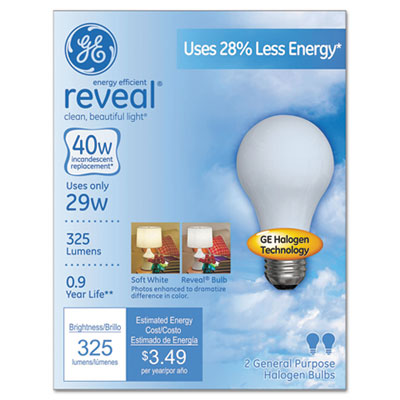 GE
Uses 28% Less Energy*
energy efficient
reveal®
clean, beautiful light®
40w
incandescent
replacement*
Uses only
29w
325
Lumens
0.9
Year Life**
GE Halogen
Technology
Soft White
Reveal® Bulb
Photos enhanced to dramatize
difference in color.
Brightness/Brillo
325
lumens/lúmenes
Estimated Energy
Cost/Costo
Estimado de Energía
$3.49
per year/por año
2 General Purpose
Halogen Bulbs